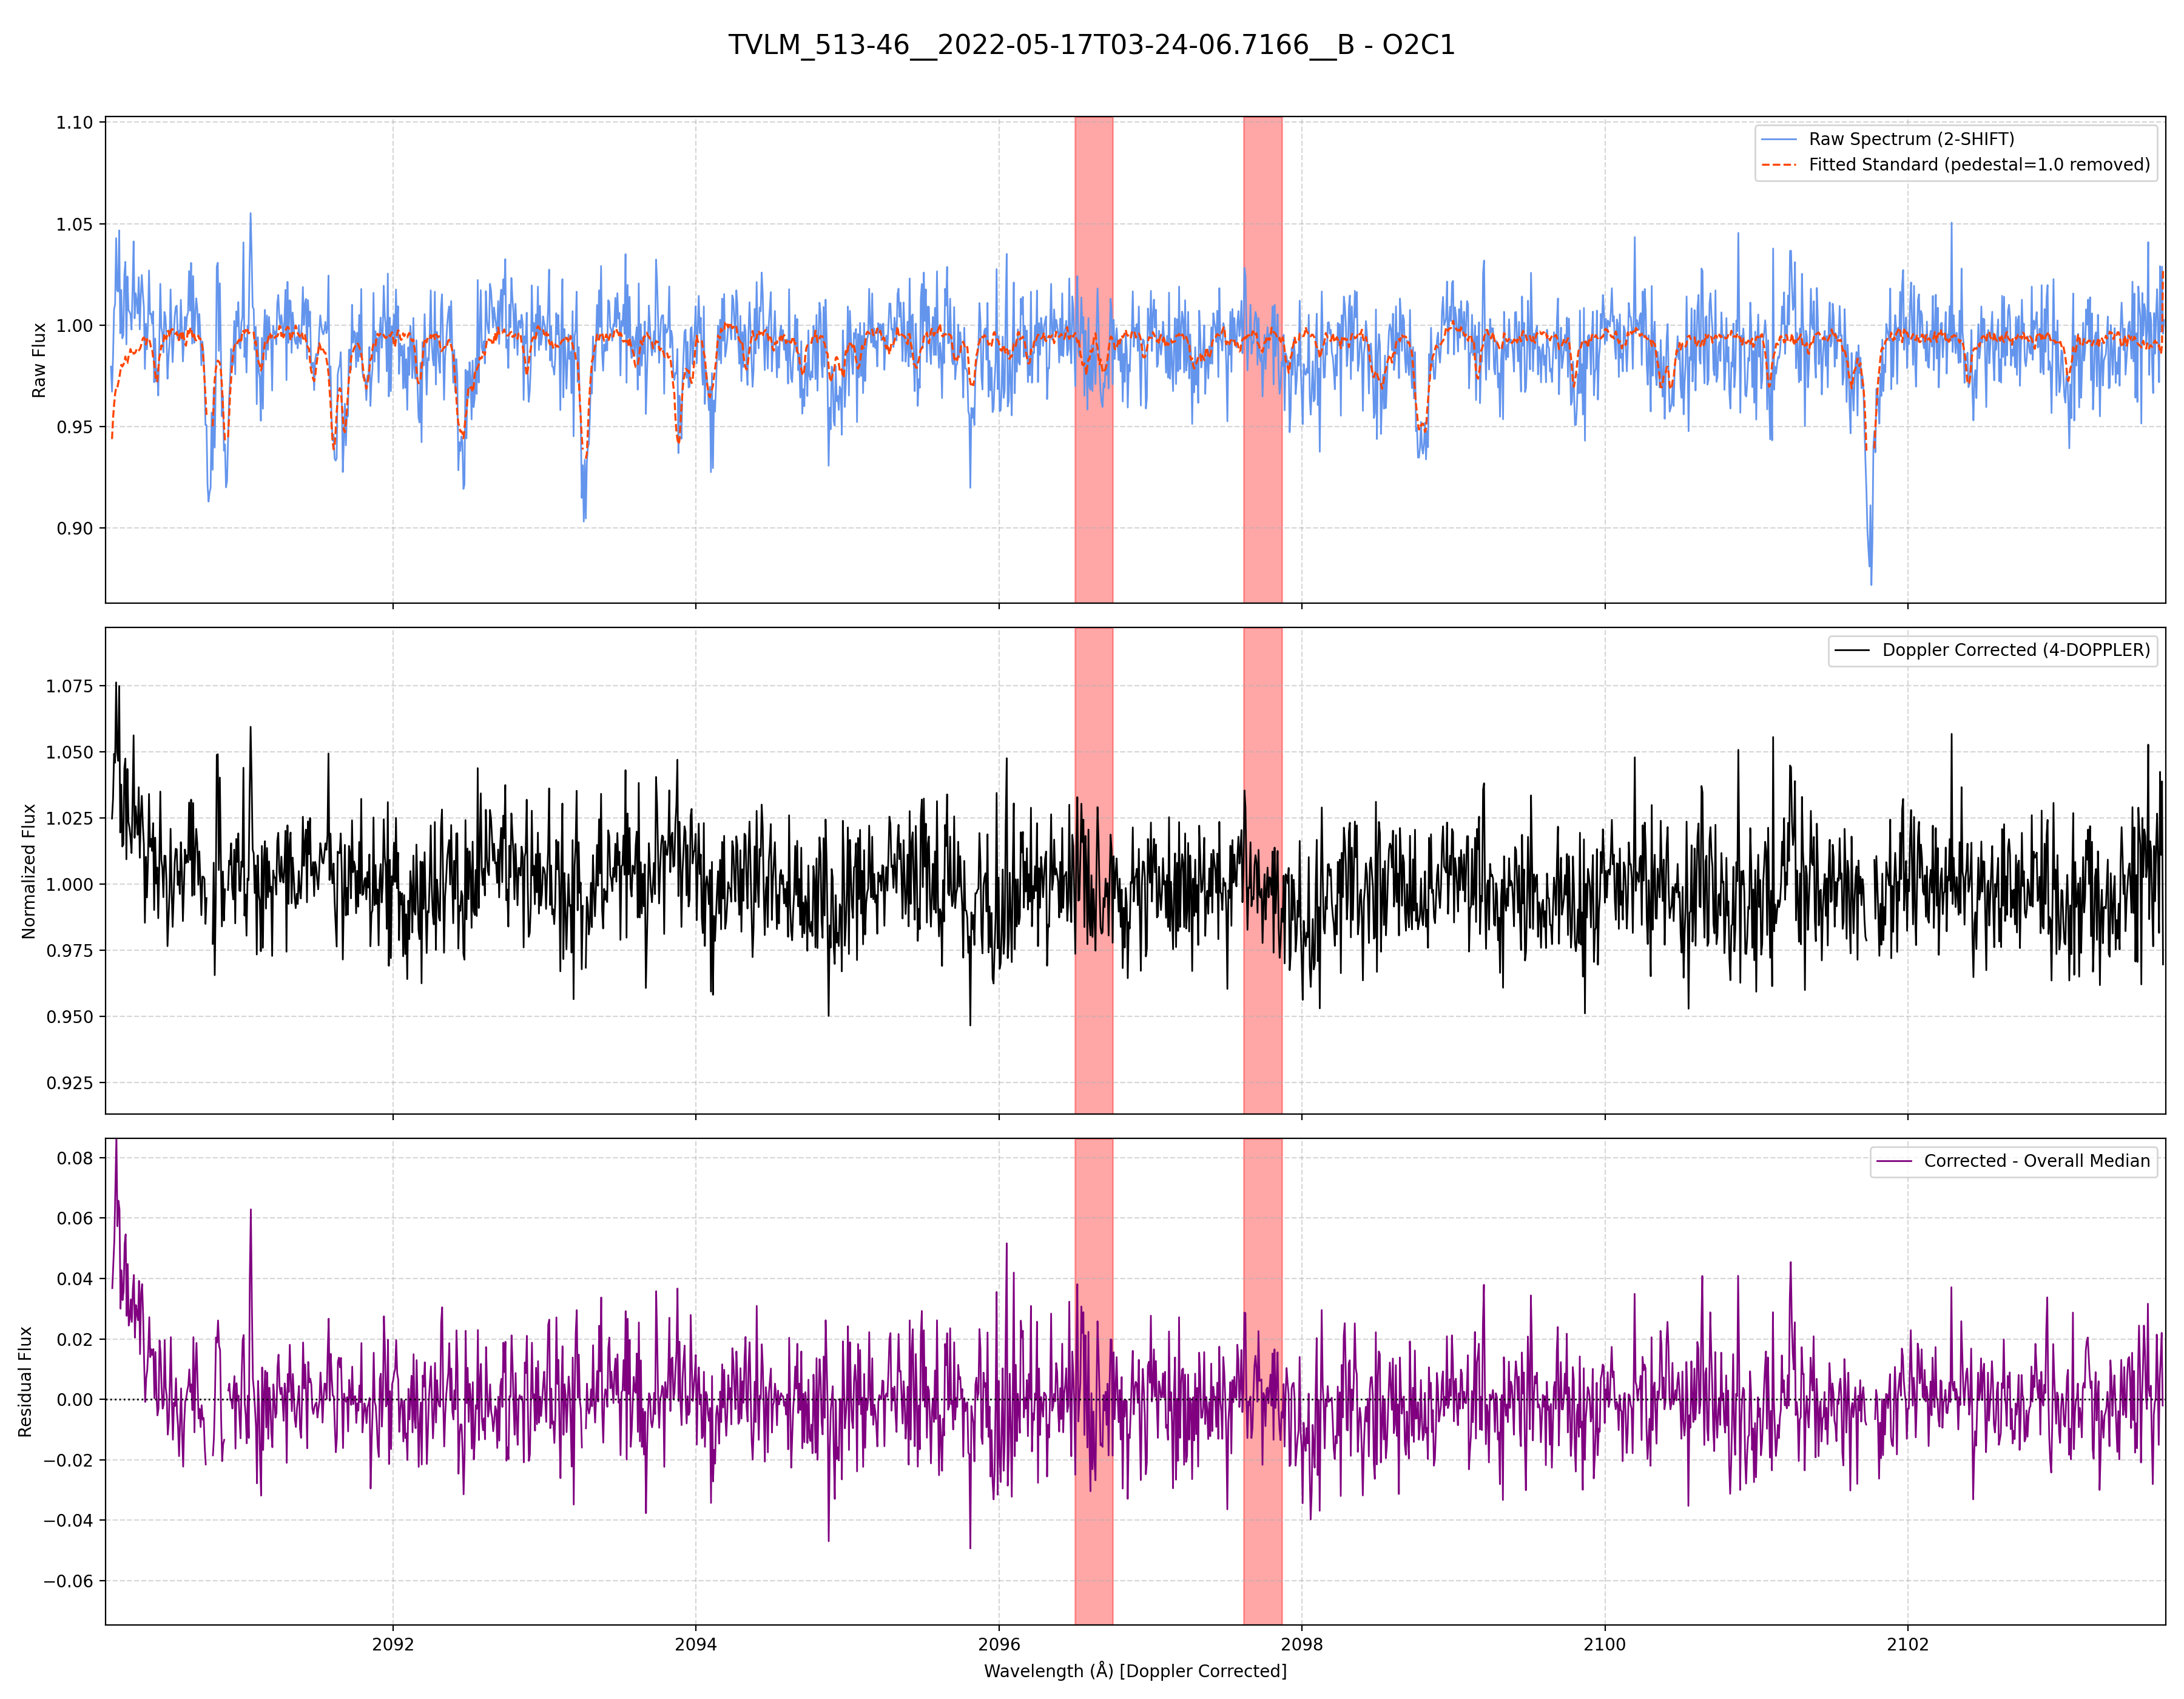 TVLM_513-46__2022-05-17T03-24-06.7166__B - O2C1
Raw Flux
1.10
1.05
1.00
0.95
0.90
Raw Spectrum (2-SHIFT)
Fitted Standard (pedestal=1.0 removed)
Normalized Flux
1.075
1.050
1.025
1.000
0.975
0.950
0.925
Doppler Corrected (4-DOPPLER)
Residual Flux
0.08
0.06
0.04
0.02
0.00
−0.02
−0.04
−0.06
Corrected - Overall Median
2092 2094 2096 2098 2100 2102
Wavelength (Å) [Doppler Corrected]